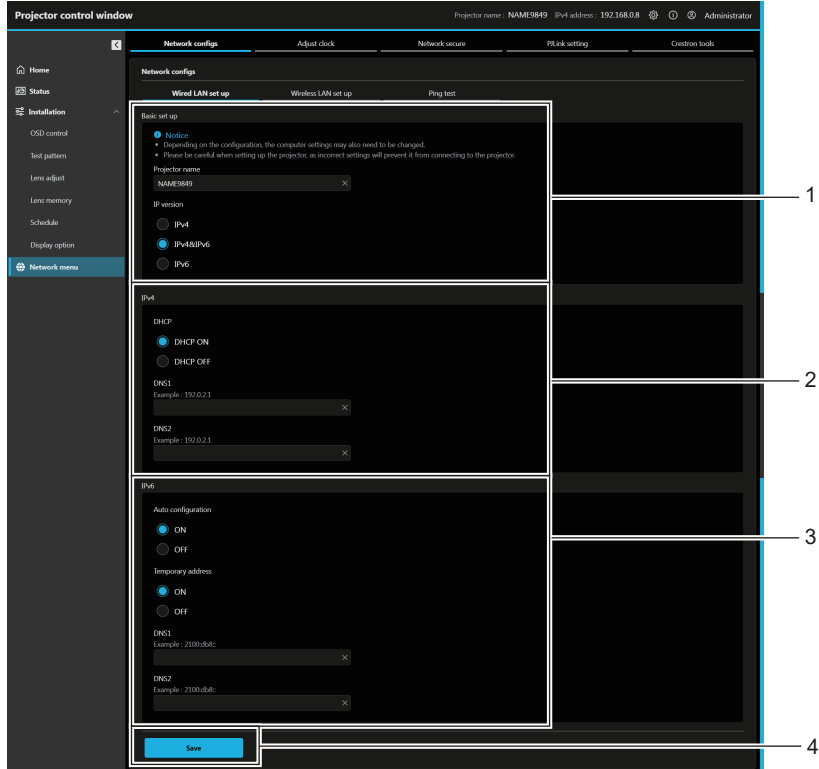 Projector control window
Projector name : NAME9849 IPv4 address : 192.168.0.8 Administrator
Network configs Adjust clock Network secure PJLink setting Crestron tools
Home
Status
Installation
OSD control
Test pattern
Lens adjust
Lens memory
Schedule
Display option
Network menu
Network configs
Wired LAN set up Wireless LAN set up Ping test
Basic set up
Notice
• Depending on the configuration, the computer settings may also need to be changed.
• Please be careful when setting up the projector, as incorrect settings will prevent it from connecting to the projector.
Projector name
NAME9849
IP version
IPv4
IPv4&IPv6
IPv6
1
IPv4
DHCP
DHCP ON
DHCP OFF
DNS1
Example : 192.0.2.1
DNS2
Example : 192.0.2.1
2
IPv6
Auto configuration
ON
OFF
Temporary address
ON
OFF
DNS1
Example : 2100:db8::
DNS2
Example : 2100:db8::
3
Save
4